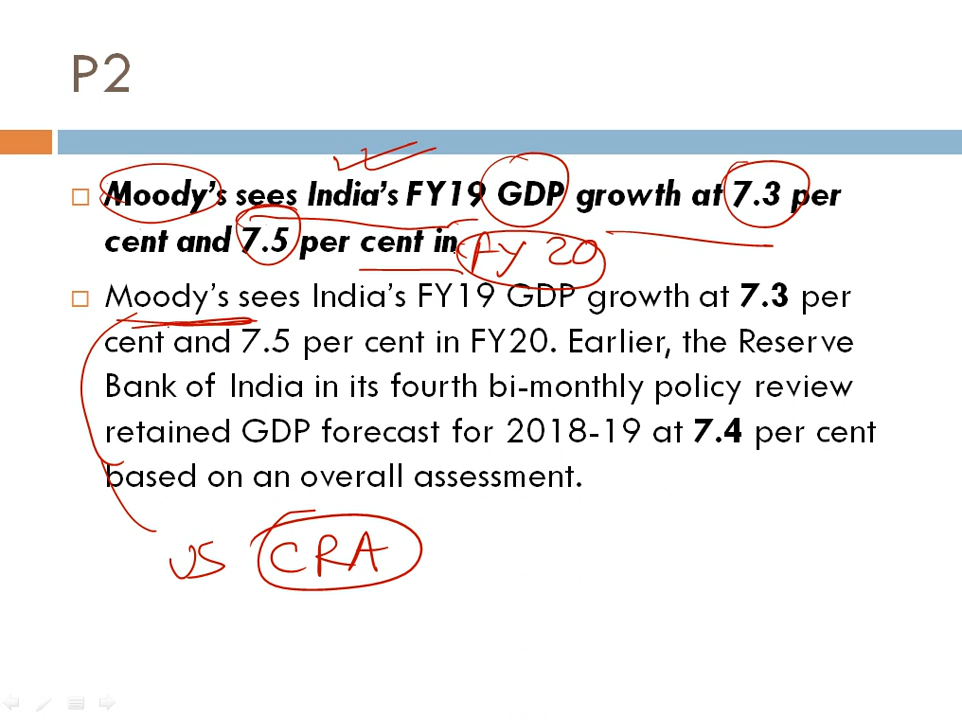 P2
Moody's sees India's FY19 GDP growth at 7.3 per
cent and 7.5 per cent in FY 20
Moody's sees India's FY19 GDP growth at 7.3 per
cent and 7.5 per cent in FY20. Earlier, the Reserve
Bank of India in its fourth bi-monthly policy review
retained GDP forecast for 2018-19 at 7.4 per cent
based on an overall assessment.
US CRA